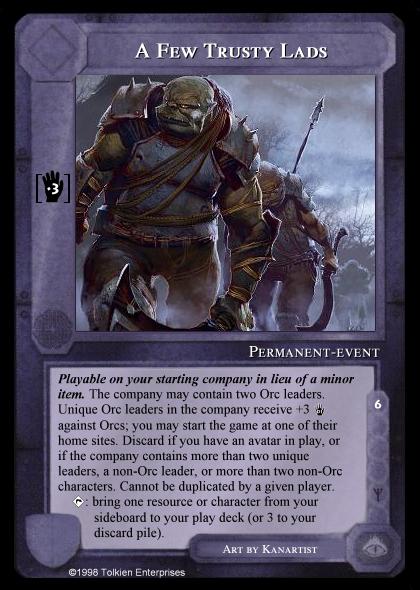 A Few Trusty Lads
[3]
Permanent-event
Playable on your starting company in lieu of a minor
item. The company may contain two Orc leaders.
Unique Orc leaders in the company receive +3
against Orcs; you may start the game at one of their
home sites. Discard if you have an avatar in play, or
if the company contains more than two unique
leaders, a non-Orc leader, or more than two non-Orc
characters. Cannot be duplicated by a given player.
: bring one resource or character from your
sideboard to your play deck (or 3 to your
discard pile).
6
Art by Kanartist
©1998 Tolkien Enterprises